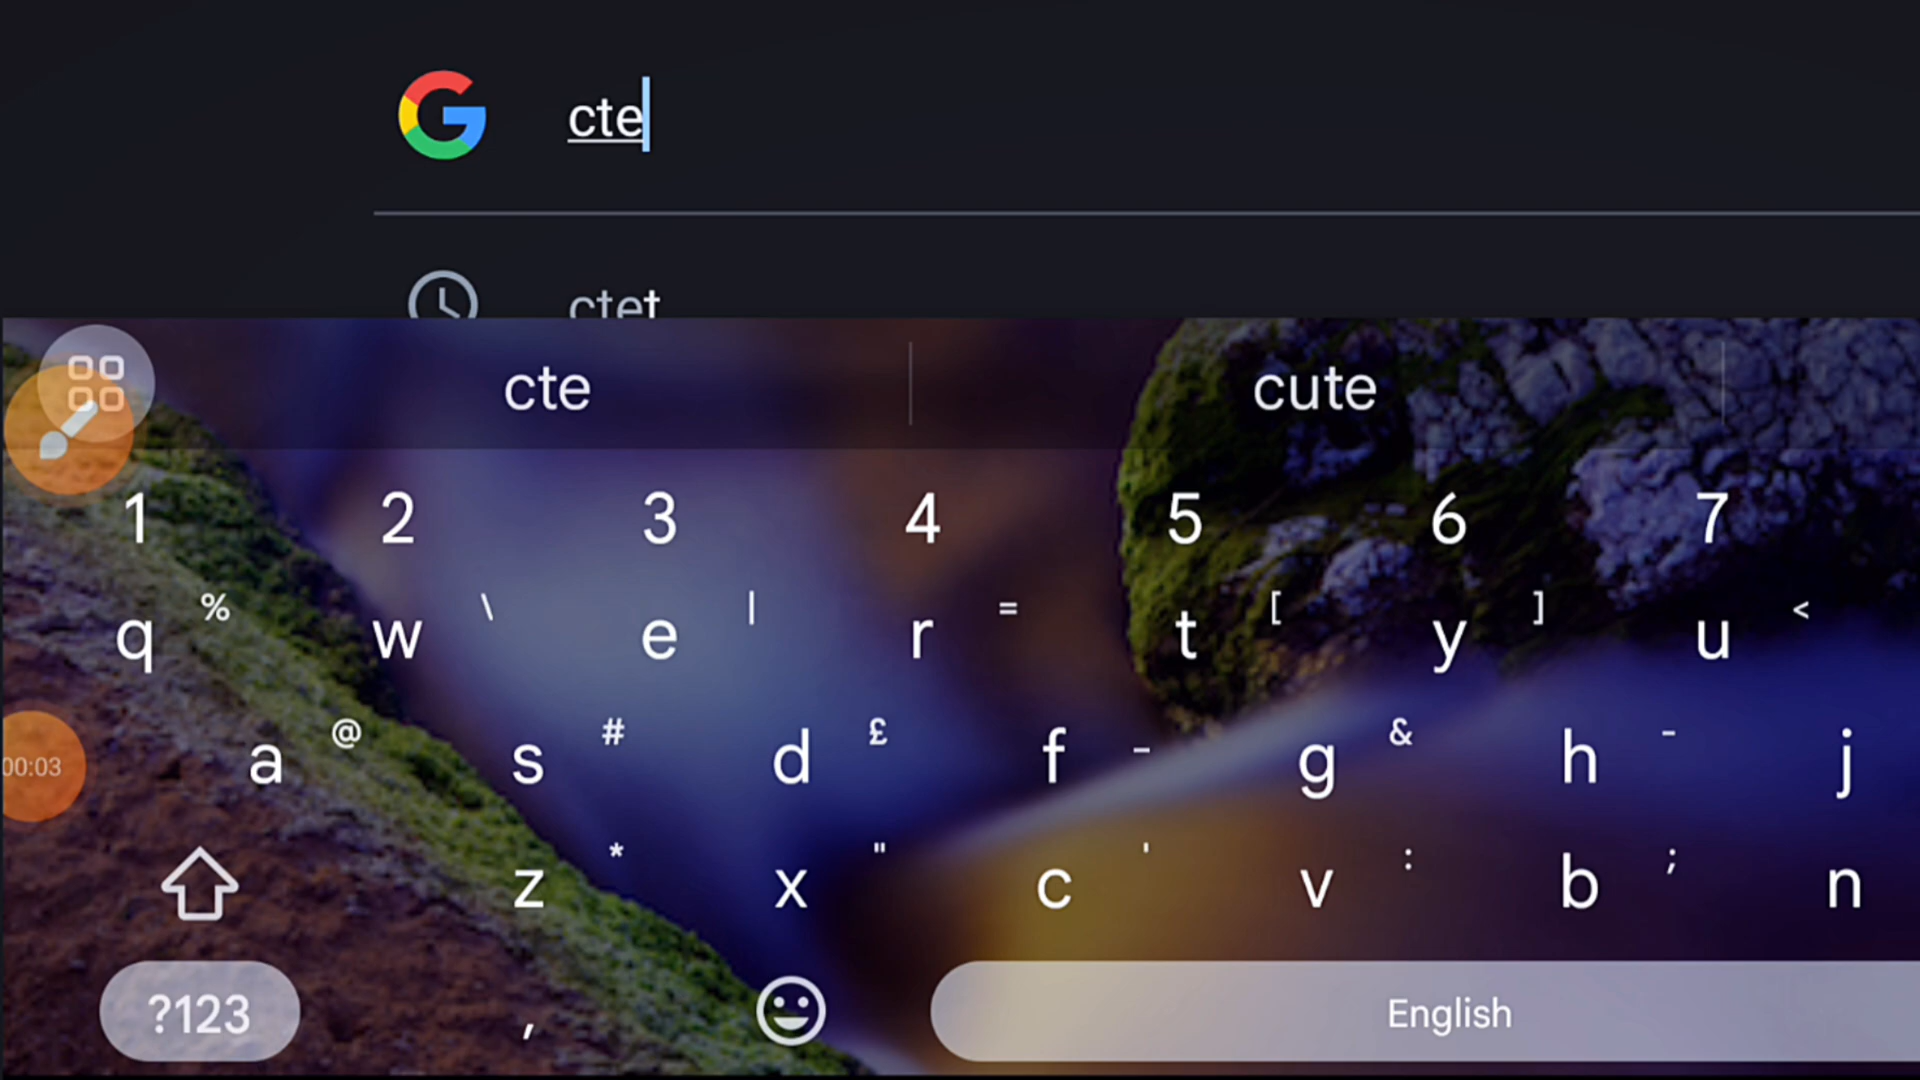 cte
ctet
cte cute
1 2 3 4 5 6 7
q % w \ e | r = t [ y ] u <
a @ s # d £ f _ g & h - j
00:03
z * x " c ' v : b ; n
?123 , English